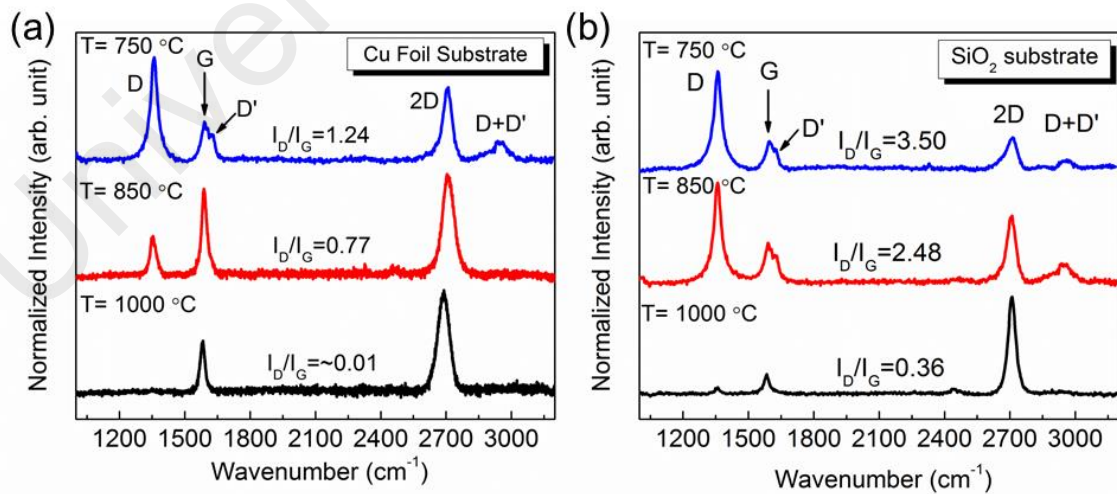 (a)
T= 750 °C
Cu Foil Substrate
D
G
D'
2D
D+D'
I_D/I_G=1.24
T= 850 °C
I_D/I_G=0.77
T= 1000 °C
I_D/I_G=~0.01
Normalized Intensity (arb. unit)
1200 1500 1800 2100 2400 2700 3000
Wavenumber (cm⁻¹)
(b)
T= 750 °C
SiO₂ substrate
D
G
D'
2D
D+D'
I_D/I_G=3.50
T= 850 °C
I_D/I_G=2.48
T= 1000 °C
I_D/I_G=0.36
Normalized Intensity (arb. unit)
1200 1500 1800 2100 2400 2700 3000
Wavenumber (cm⁻¹)
Univer